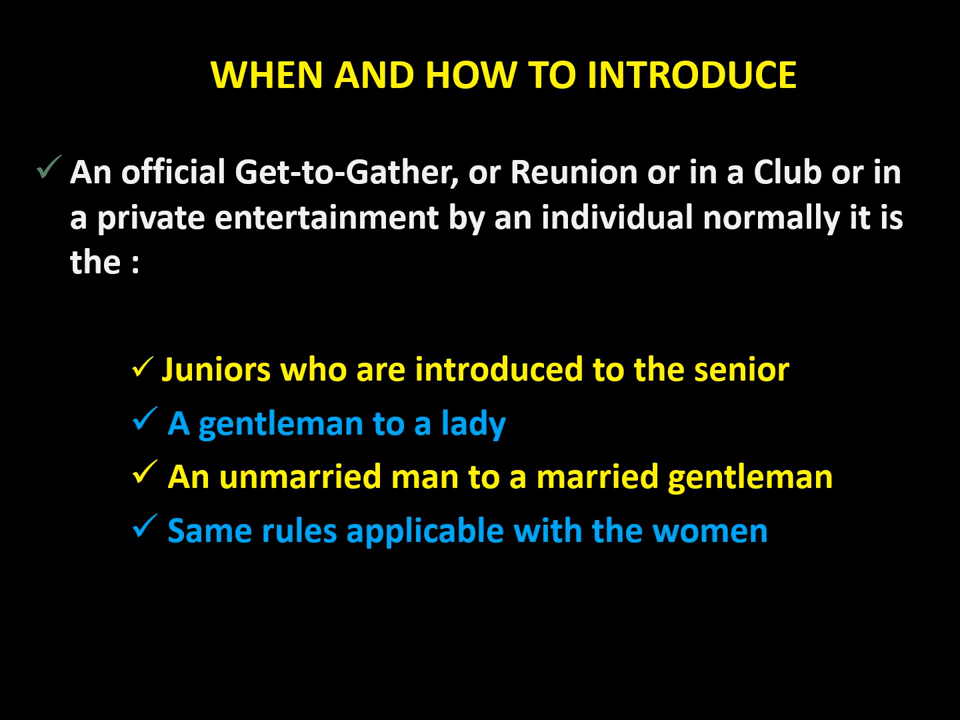 WHEN AND HOW TO INTRODUCE
An official Get-to-Gather, or Reunion or in a Club or in
a private entertainment by an individual normally it is
the :
Juniors who are introduced to the senior
A gentleman to a lady
An unmarried man to a married gentleman
Same rules applicable with the women